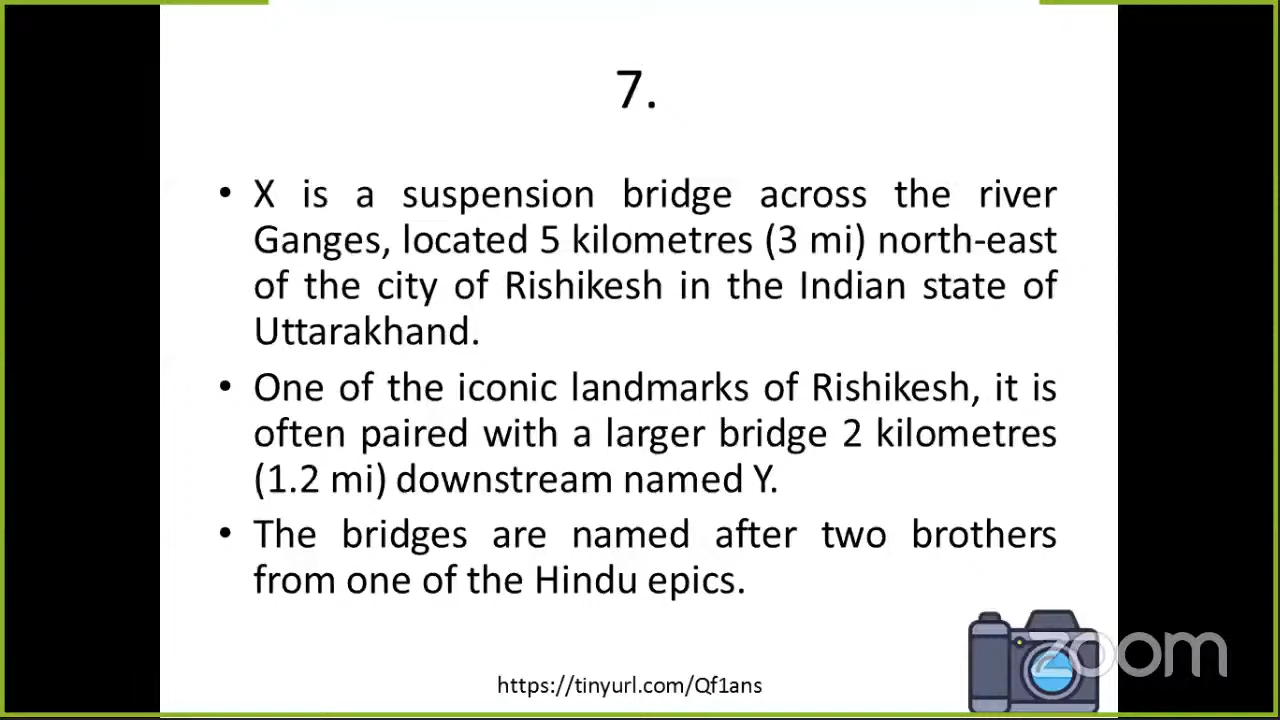 7.
• X is a suspension bridge across the river
Ganges, located 5 kilometres (3 mi) north-east
of the city of Rishikesh in the Indian state of
Uttarakhand.
• One of the iconic landmarks of Rishikesh, it is
often paired with a larger bridge 2 kilometres
(1.2 mi) downstream named Y.
• The bridges are named after two brothers
from one of the Hindu epics.
zoom
https://tinyurl.com/Qf1ans